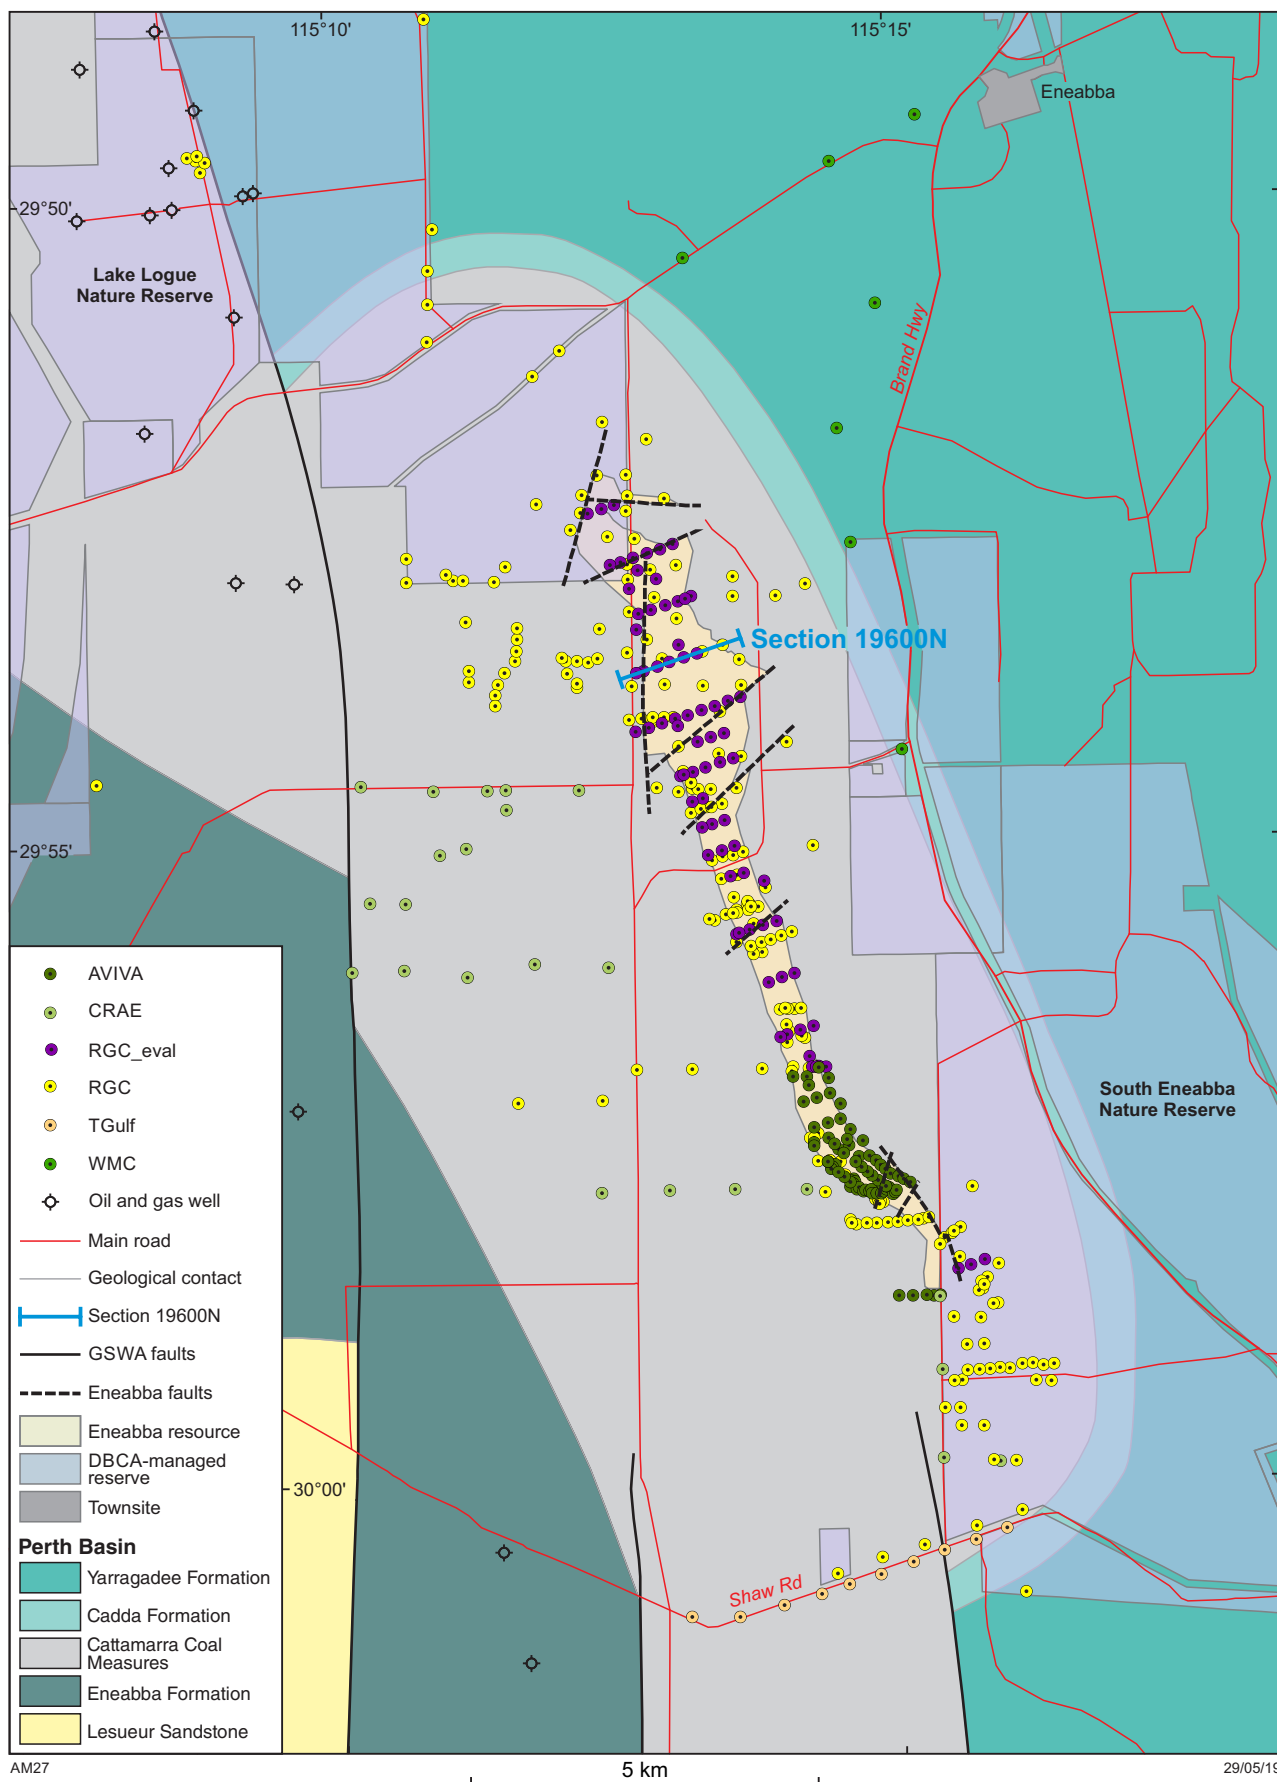 115°10'
115°15'
Eneabba
29°50'
Lake Logue
Nature Reserve
Brand Hwy
Section 19600N
29°55'
AVIVA
CRAE
RGC_eval
RGC
TGulf
WMC
Oil and gas well
Main road
Geological contact
Section 19600N
GSWA faults
Eneabba faults
Eneabba resource
DBCA-managed
reserve
Townsite
Perth Basin
Yarragadee Formation
Cadda Formation
Cattamarra Coal
Measures
Eneabba Formation
Lesueur Sandstone
South Eneabba
Nature Reserve
30°00'
Shaw Rd
AM27
5 km
29/05/19